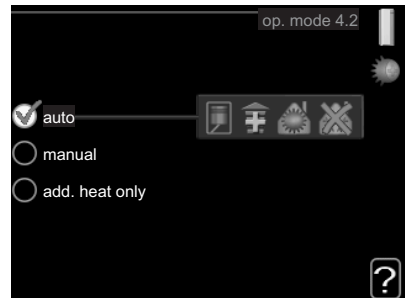 op. mode 4.2
auto
manual
add. heat only
?